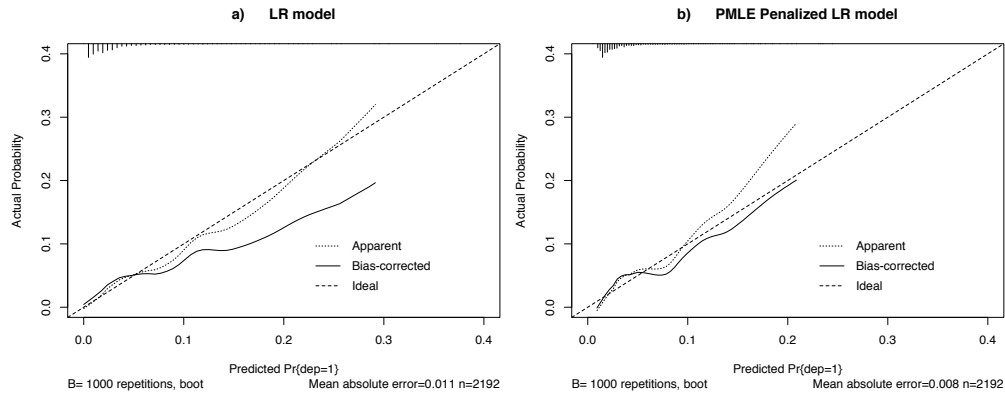 a) LR model
0.4
0.3
0.2
0.1
0.0
Actual Probability
Apparent
Bias-corrected
Ideal
0.0 0.1 0.2 0.3 0.4
Predicted Pr{dep=1}
B= 1000 repetitions, boot Mean absolute error=0.011 n=2192
b) PMLE Penalized LR model
0.4
0.3
0.2
0.1
0.0
Actual Probability
Apparent
Bias-corrected
Ideal
0.0 0.1 0.2 0.3 0.4
Predicted Pr{dep=1}
B= 1000 repetitions, boot Mean absolute error=0.008 n=2192